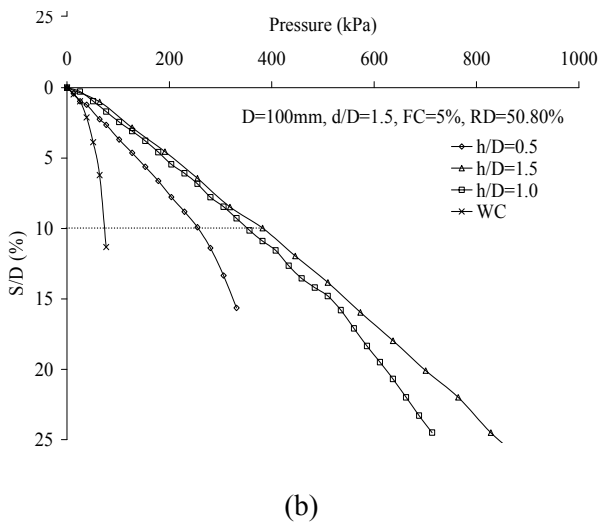 Pressure (kPa)
25
0 200 400 600 800 1000
0
D=100mm, d/D=1.5, FC=5%, RD=50.80%
h/D=0.5
h/D=1.5
h/D=1.0
WC
5
10
15
20
25
S/D (%)
(b)